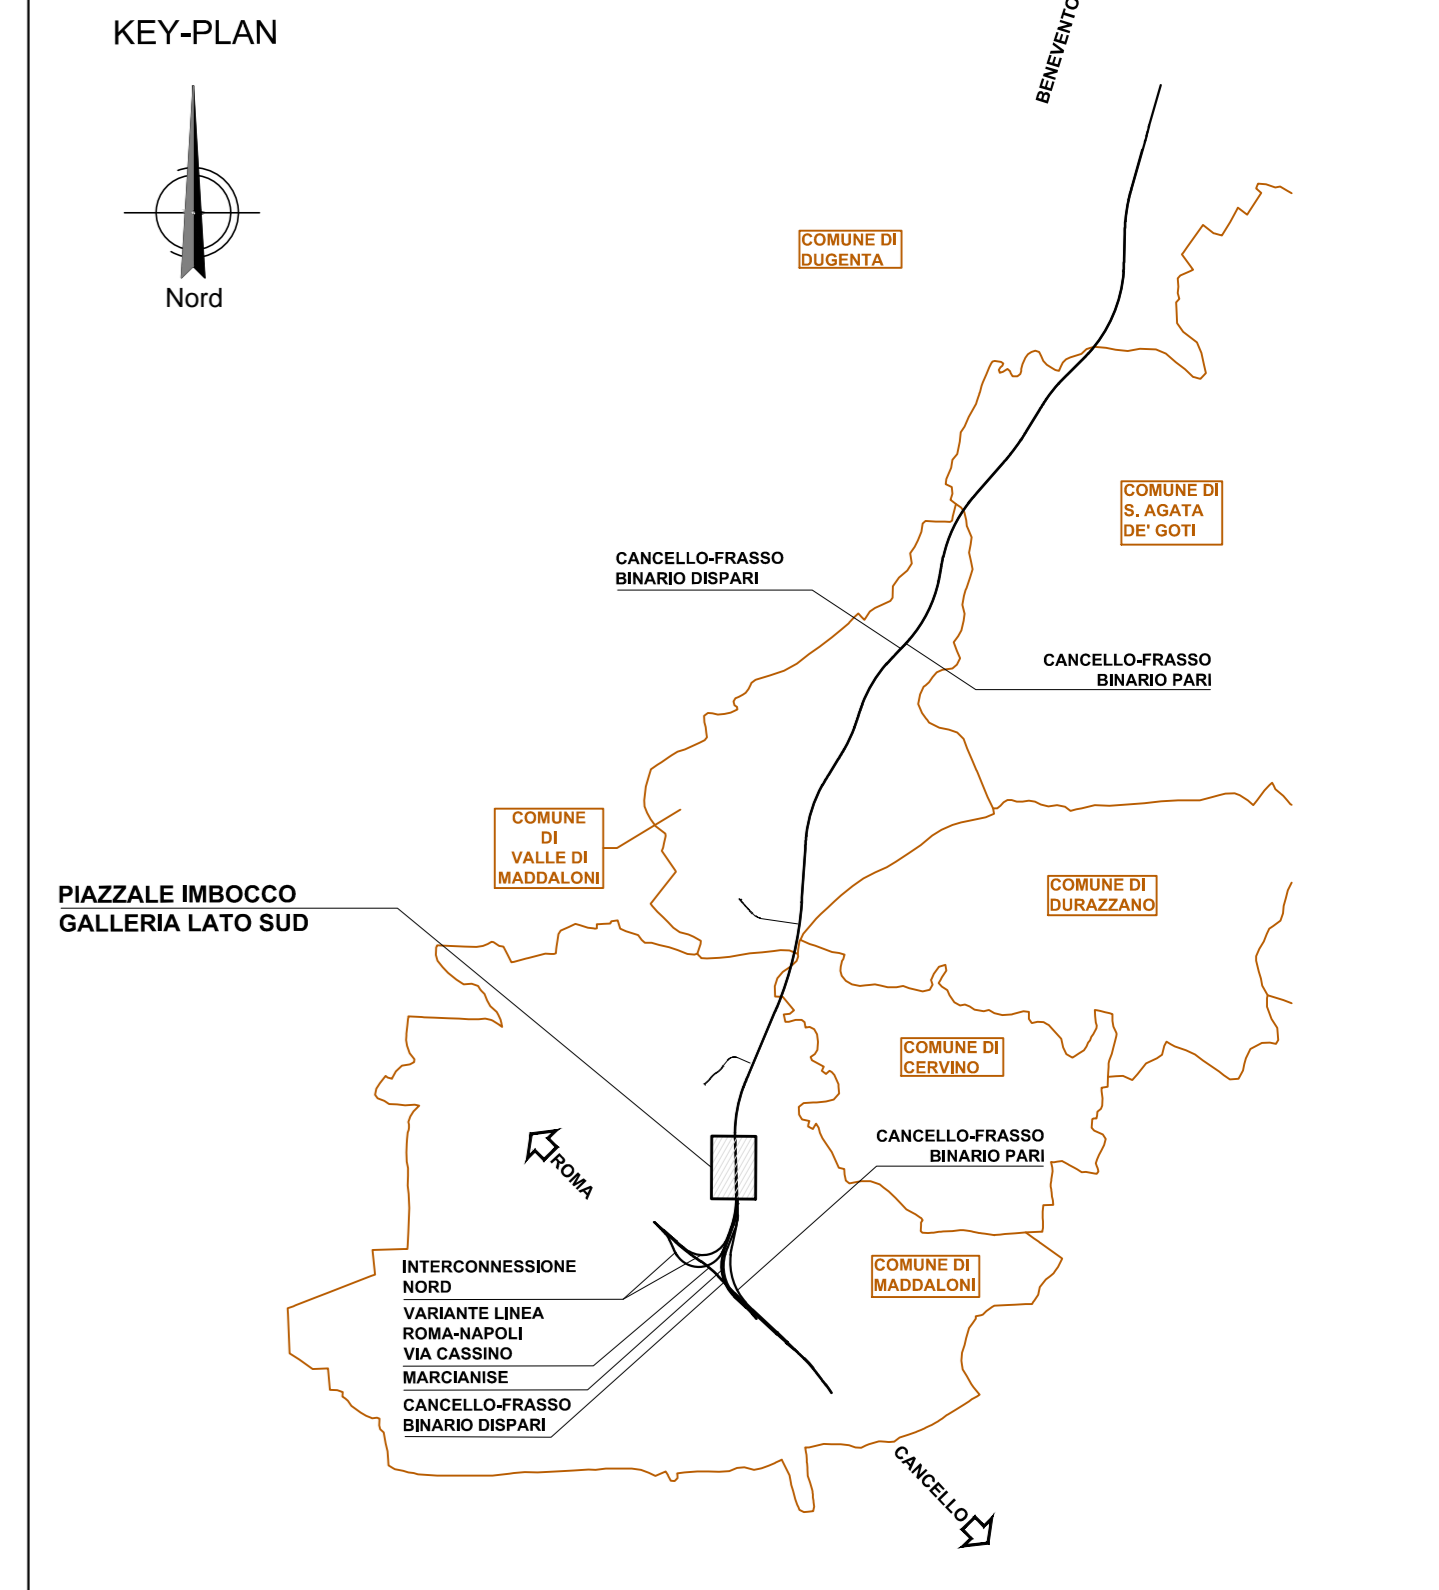 KEY-PLAN
BENEVENTO
Nord
COMUNE DI
DUGENTA
COMUNE DI
S. AGATA
DE' GOTI
CANCELLO-FRASSO
BINARIO DISPARI
CANCELLO-FRASSO
BINARIO PARI
COMUNE
DI
VALLE DI
MADDALONI
PIAZZALE IMBOCCO
GALLERIA LATO SUD
COMUNE DI
DURAZZANO
COMUNE DI
CERVINO
CANCELLO-FRASSO
BINARIO PARI
ROMA
INTERCONNESSIONE
NORD
COMUNE DI
MADDALONI
VARIANTE LINEA
ROMA-NAPOLI
VIA CASSINO
MARCIANISE
CANCELLO-FRASSO
BINARIO DISPARI
CANCELLO